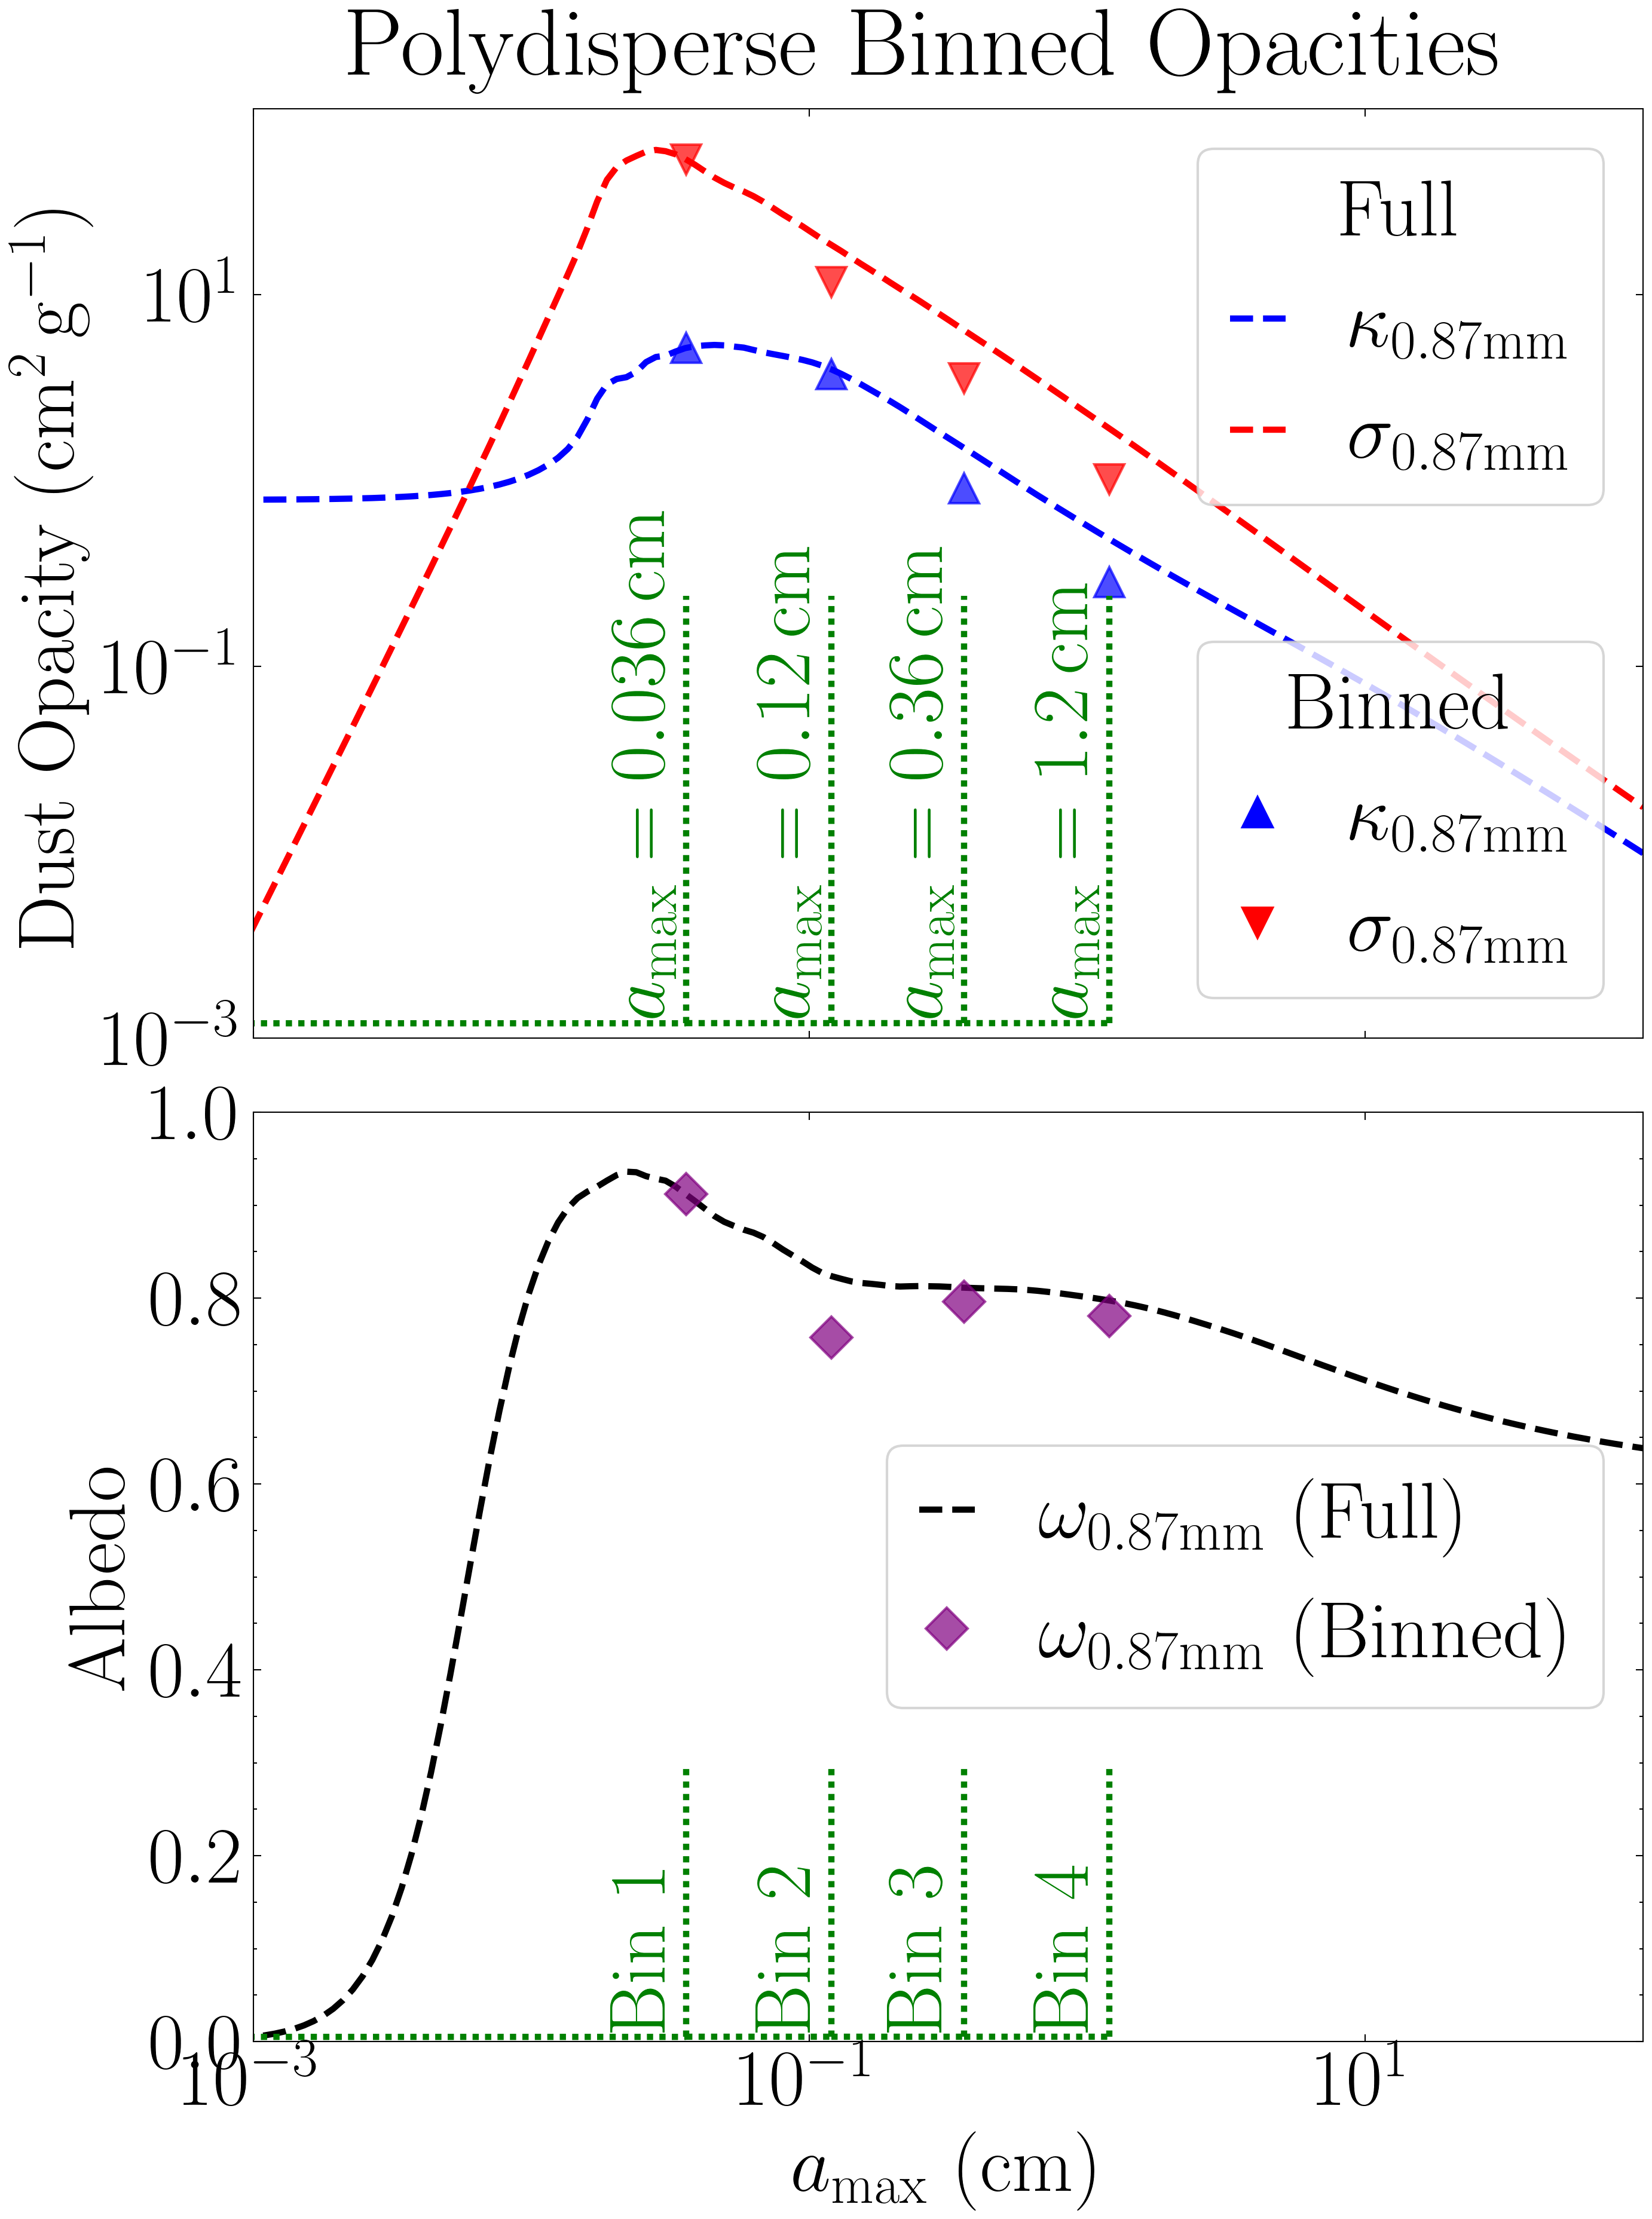 Polydisperse Binned Opacities
Dust Opacity (cm² g⁻¹)
10¹
10⁻¹
10⁻³
Full
κ0.87mm
σ0.87mm
Binned
κ0.87mm
σ0.87mm
amax = 0.036 cm
amax = 0.12 cm
amax = 0.36 cm
amax = 1.2 cm
Albedo
1.0
0.8
0.6
0.4
0.2
0.0
ω0.87mm (Full)
ω0.87mm (Binned)
Bin 1
Bin 2
Bin 3
Bin 4
10⁻³
10⁻¹
10¹
amax (cm)